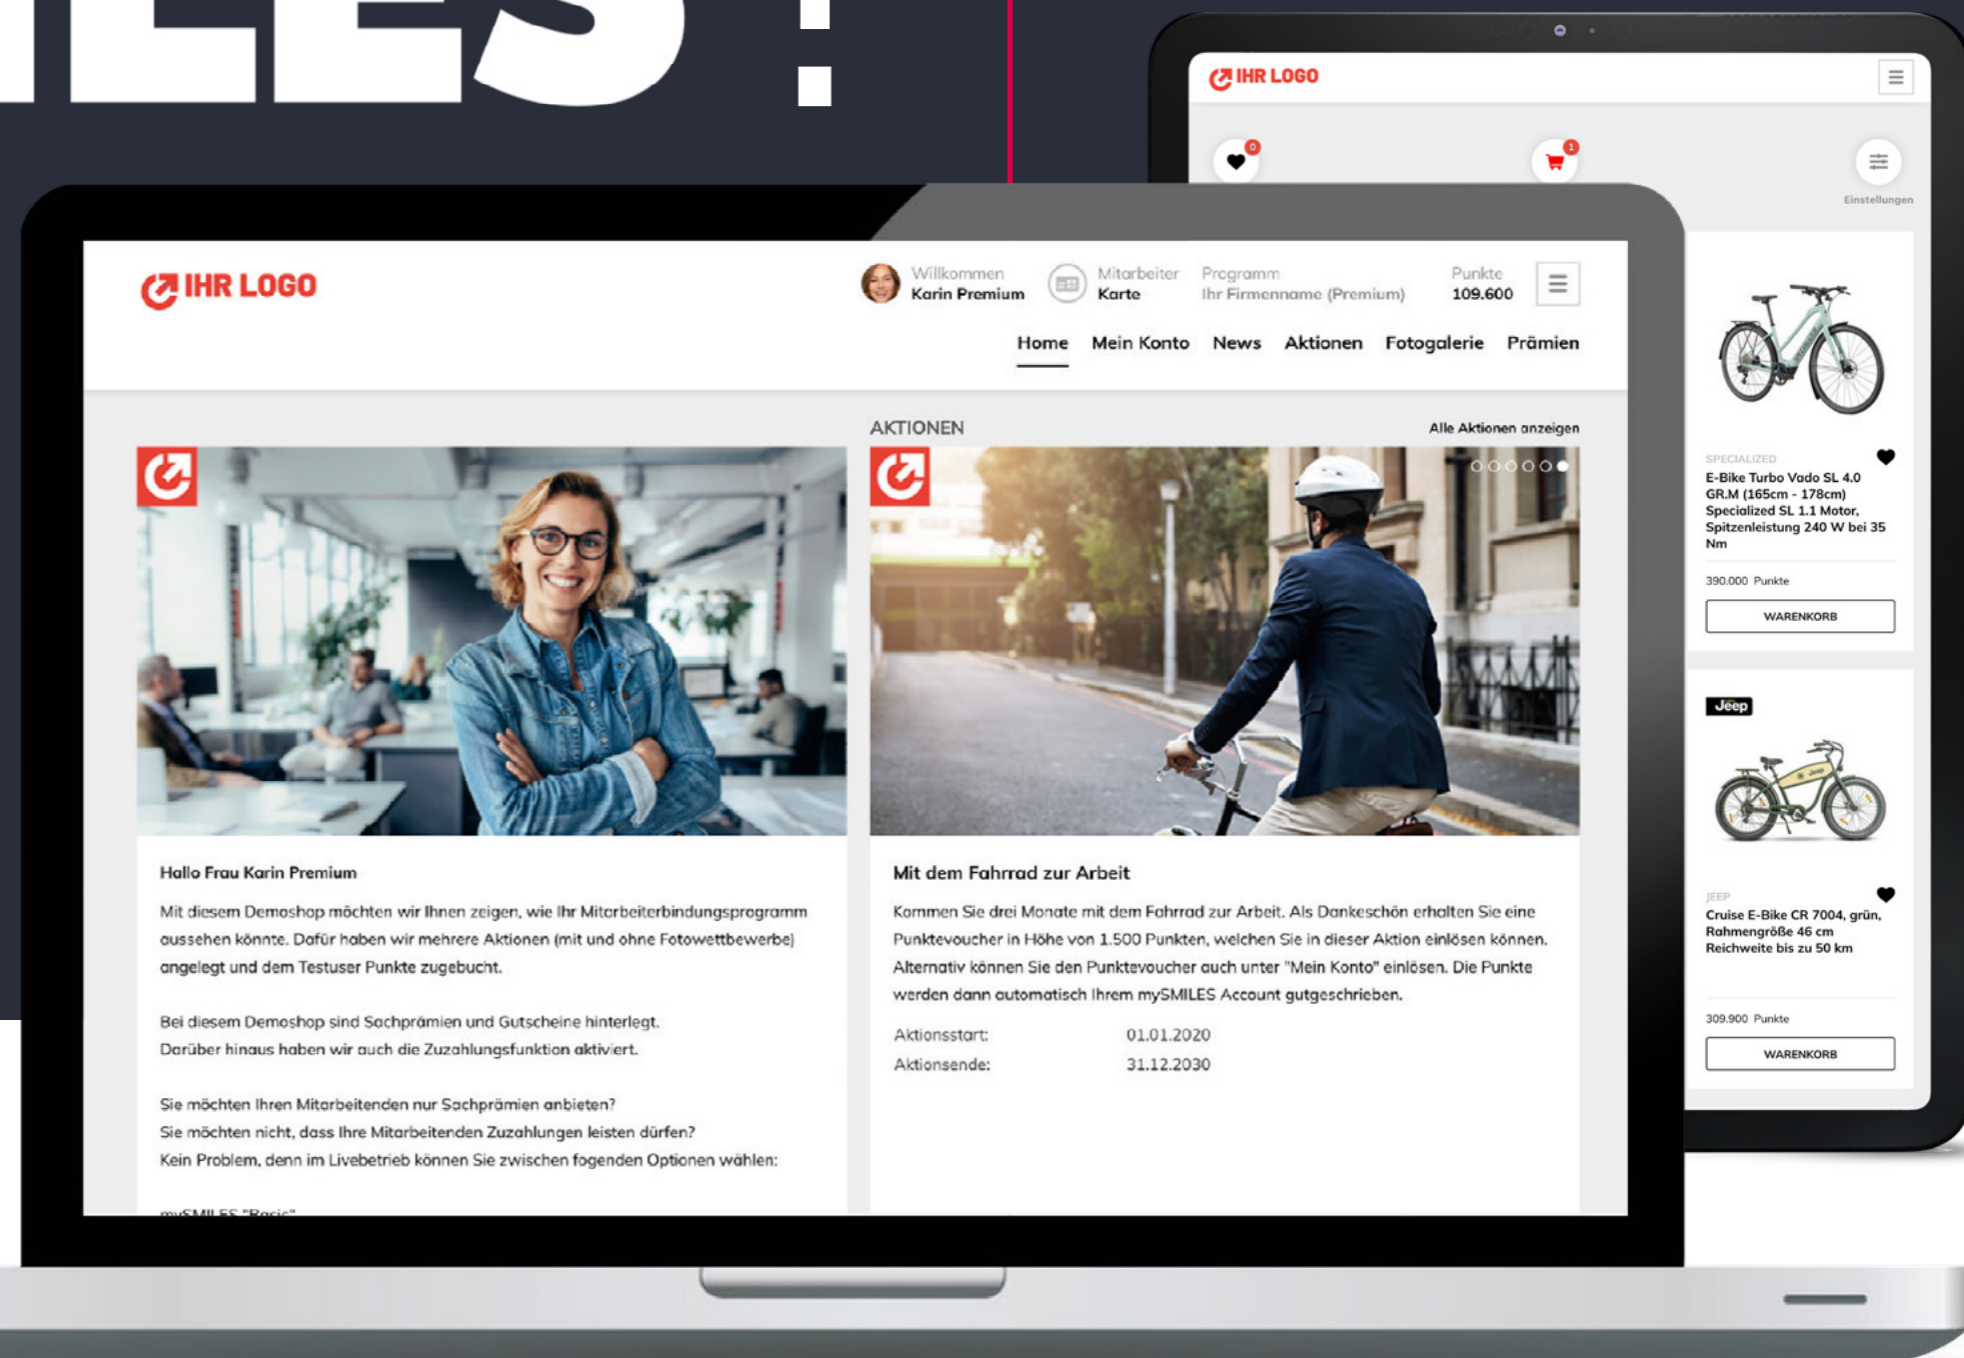 IHR LOGO
0
1
Einstellungen
IHR LOGO
Willkommen
Karin Premium
Mitarbeiter
Karte
Programm
Ihr Firmenname (Premium)
Punkte
109.600
Home Mein Konto News Aktionen Fotogalerie Prämien
AKTIONEN
Alle Aktionen anzeigen
Hallo Frau Karin Premium
Mit diesem Demoshop möchten wir Ihnen zeigen, wie Ihr Mitarbeiterbindungsprogramm
aussehen könnte. Dafür haben wir mehrere Aktionen (mit und ohne Fotowettbewerbe)
angelegt und dem Testuser Punkte zugebucht.
Bei diesem Demoshop sind Sachprämien und Gutscheine hinterlegt.
Darüber hinaus haben wir auch die Zuzahlungsfunktion aktiviert.
Sie möchten Ihren Mitarbeitenden nur Sachprämien anbieten?
Sie möchten nicht, dass Ihre Mitarbeitenden Zuzahlungen leisten dürfen?
Kein Problem, denn im Livebetrieb können Sie zwischen fogenden Optionen wählen:
mySMILES "Basic"
Mit dem Fahrrad zur Arbeit
Kommen Sie drei Monate mit dem Fahrrad zur Arbeit. Als Dankeschön erhalten Sie eine
Punktevoucher in Höhe von 1.500 Punkten, welchen Sie in dieser Aktion einlösen können.
Alternativ können Sie den Punktevoucher auch unter "Mein Konto" einlösen. Die Punkte
werden dann automatisch Ihrem mySMILES Account gutgeschrieben.
Aktionsstart: 01.01.2020
Aktionsende: 31.12.2030
SPECIALIZED
E-Bike Turbo Vado SL 4.0
GR.M (165cm - 178cm)
Specialized SL 1.1 Motor,
Spitzenleistung 240 W bei 35
Nm
390.000 Punkte
WARENKORB
Jeep
JEEP
Cruise E-Bike CR 7004, grün,
Rahmengröße 46 cm
Reichweite bis zu 50 km
309.900 Punkte
WARENKORB